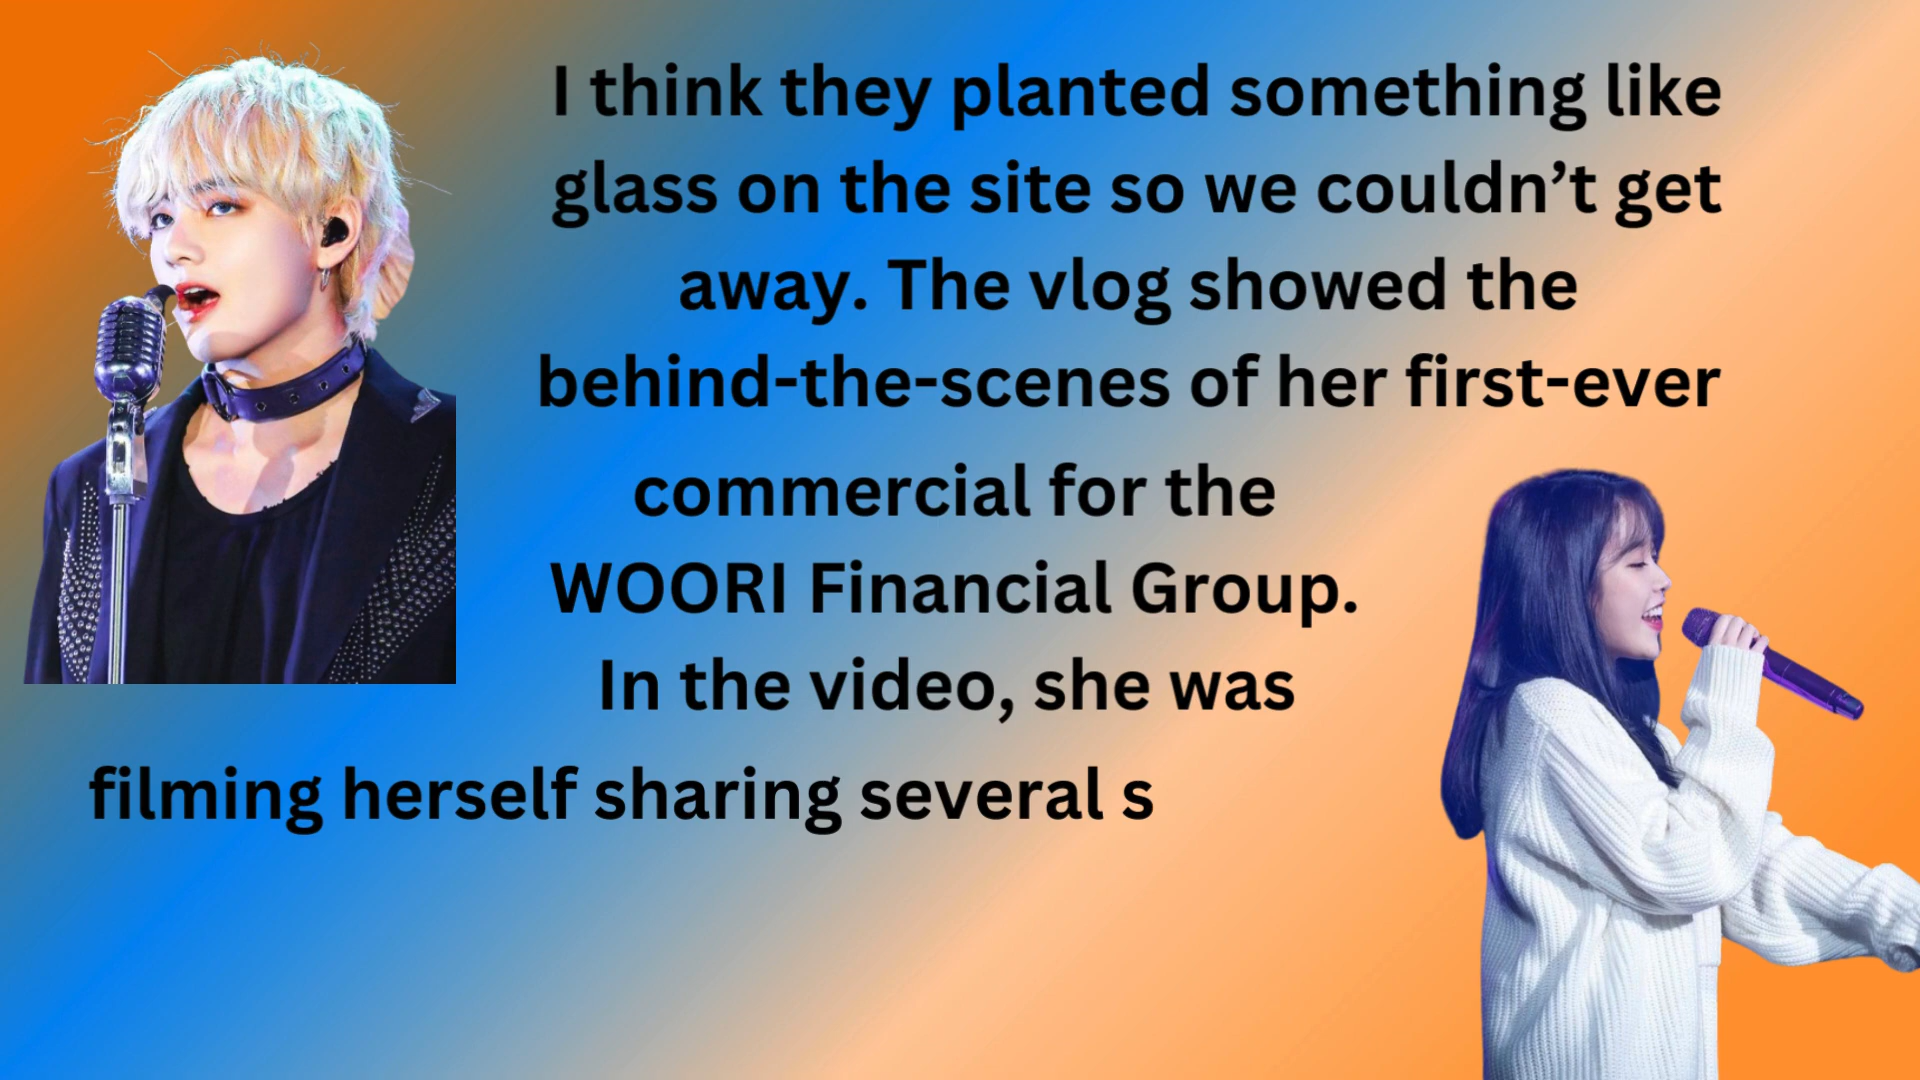 I think they planted something like
glass on the site so we couldn’t get
away. The vlog showed the
behind-the-scenes of her first-ever
commercial for the
WOORI Financial Group.
In the video, she was
filming herself sharing several s